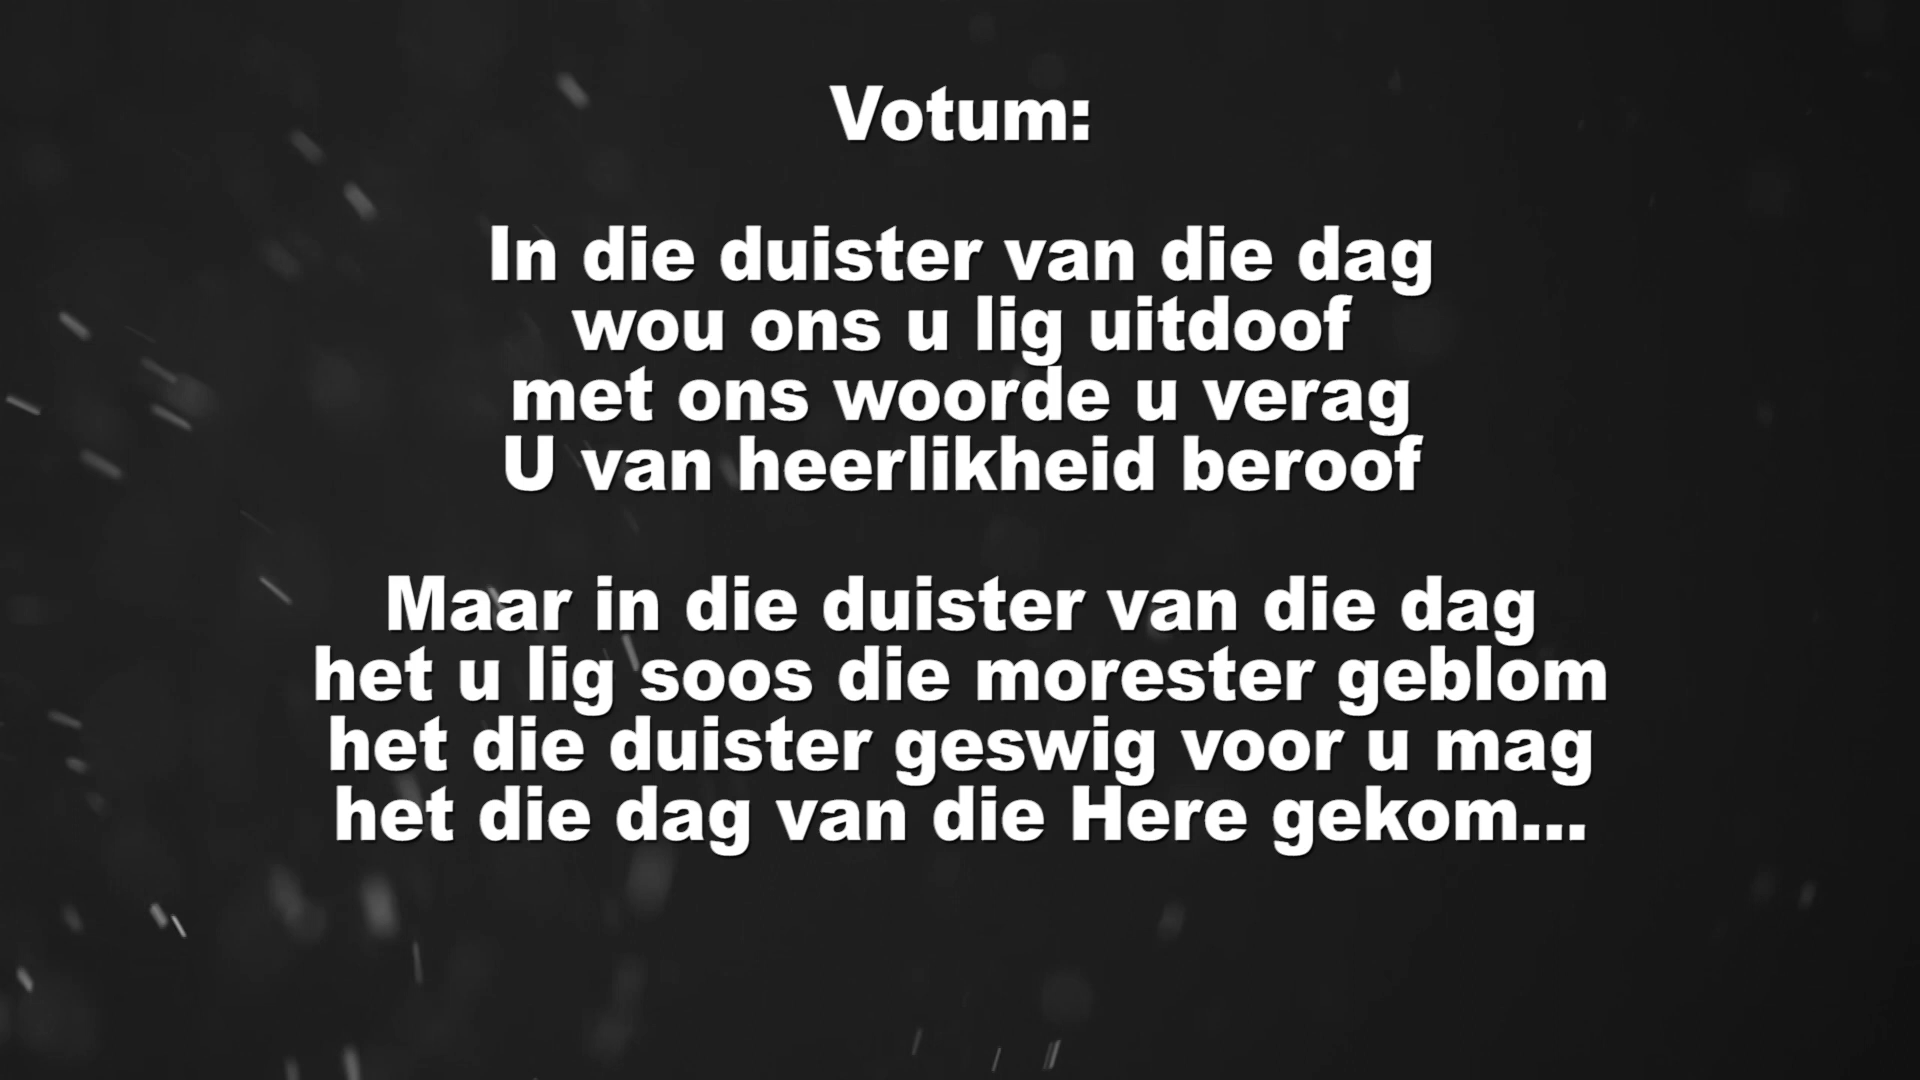 Votum:
In die duister van die dag
wou ons u lig uitdoof
met ons woorde u verag
U van heerlikheid beroof
Maar in die duister van die dag
het u lig soos die morester geblom
het die duister geswig voor u mag
het die dag van die Here gekom...